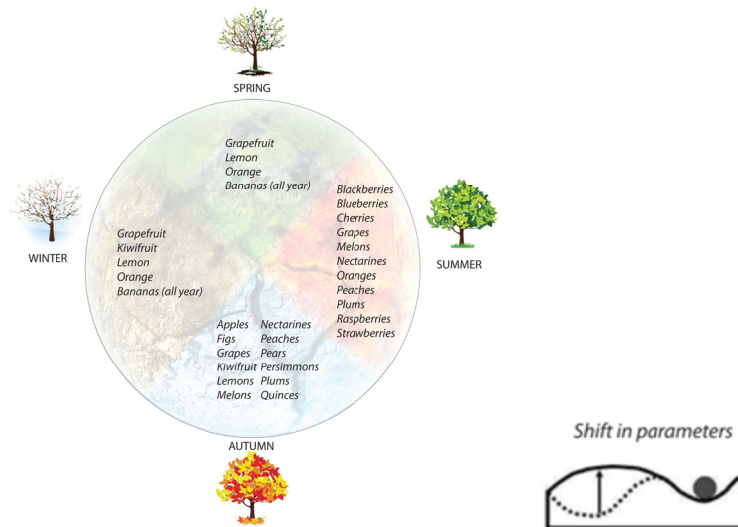 SPRING
Grapefruit
Lemon
Orange
Bananas (all year)
WINTER
Grapefruit
Kiwifruit
Lemon
Orange
Bananas (all year)
Blackberries
Blueberries
Cherries
Grapes
Melons
Nectarines
Oranges
Peaches
Plums
Raspberries
Strawberries
SUMMER
Apples Nectarines
Figs Peaches
Grapes Pears
Kiwifruit Persimmons
Lemons Plums
Melons Quinces
AUTUMN
Shift in parameters